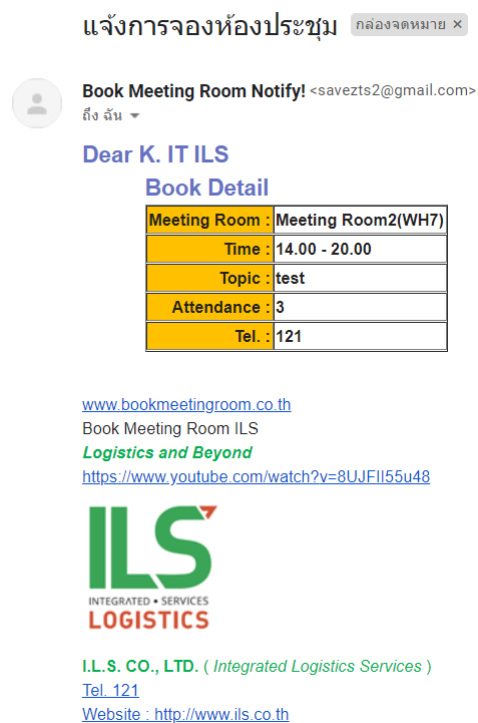 แจ้งการจองห้องประชุม กล่องจดหมาย ×
Book Meeting Room Notify! <savezts2@gmail.com>
ถึง ฉัน
Dear K. IT ILS
Book Detail
Meeting Room : Meeting Room2(WH7)
Time : 14.00 - 20.00
Topic : test
Attendance : 3
Tel. : 121
www.bookmeetingroom.co.th
Book Meeting Room ILS
Logistics and Beyond
https://www.youtube.com/watch?v=8UJFII55u48
ILS
INTEGRATED • SERVICES
LOGISTICS
I.L.S. CO., LTD. ( Integrated Logistics Services )
Tel. 121
Website : http://www.ils.co.th